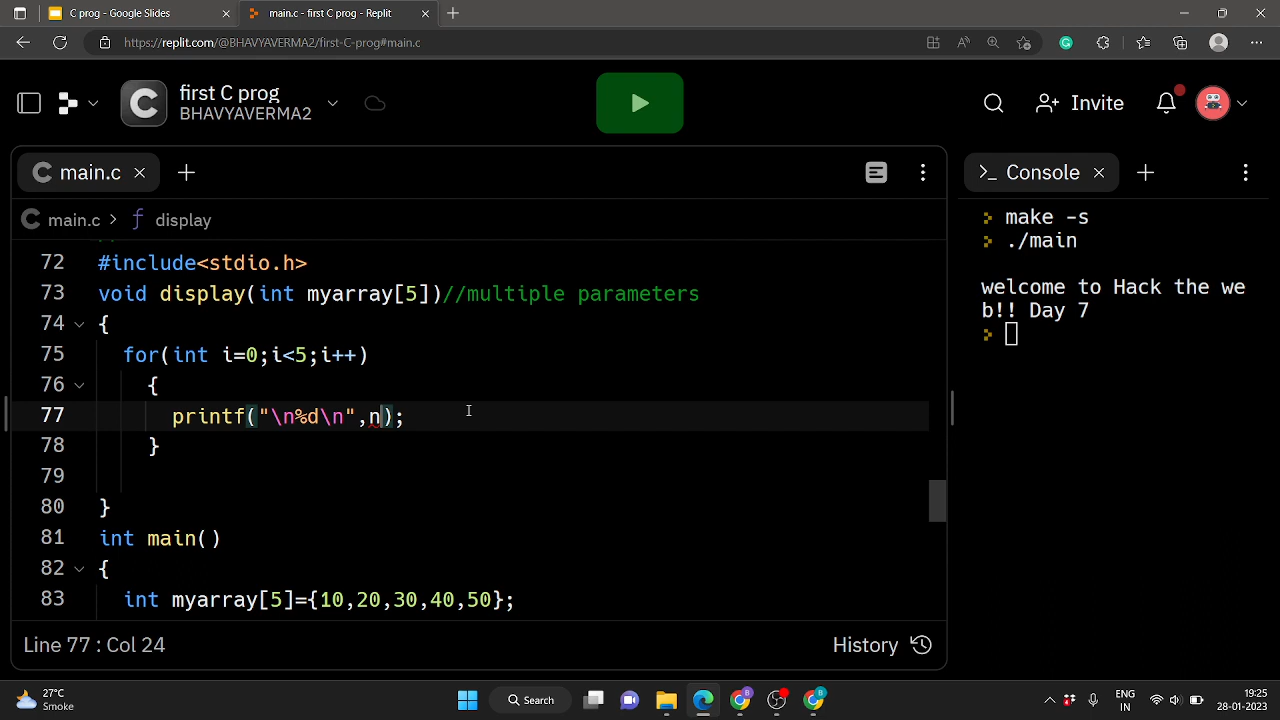 C prog - Google Slides
main.c - first C prog - Replit
https://replit.com/@BHAVYAVERMA2/first-C-prog#main.c
first C prog
BHAVYAVERMA2
Invite
main.c
Console
main.c > f display
72 #include<stdio.h>
73 void display(int myarray[5])//multiple parameters
74 {
75 for(int i=0;i<5;i++)
76 {
77 printf("\n%d\n",n);
78 }
79
80 }
81 int main()
82 {
83 int myarray[5]={10,20,30,40,50};
Line 77 : Col 24
History
make -s
./main
welcome to Hack the we
b!! Day 7
27°C
Smoke
Search
ENG
IN
19:25
28-01-2023